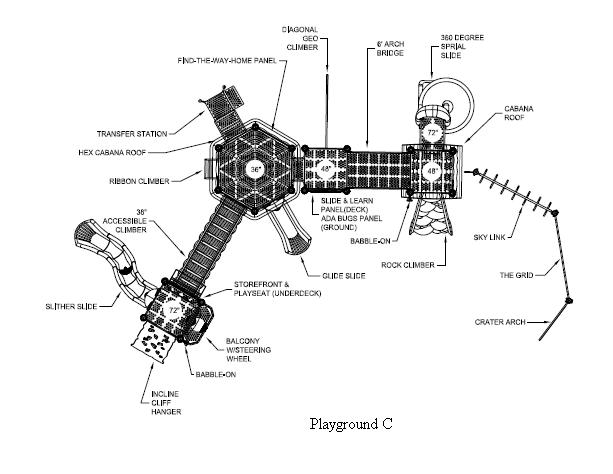 DIAGONAL
GEO
CLIMBER
360 DEGREE
SPRIAL
SLIDE
6' ARCH
BRIDGE
FIND-THE-WAY-HOME PANEL
CABANA
ROOF
TRANSFER STATION
72"
HEX CABANA ROOF
RIBBON CLIMBER
36"
48"
48"
SLIDE & LEARN
PANEL(DECK)
ADA BUGS PANEL
(GROUND)
36"
ACCESSIBLE
CLIMBER
BABBLE-ON
SKY LINK
ROCK CLIMBER
GLIDE SLIDE
THE GRID
STOREFRONT &
PLAYSEAT (UNDERDECK)
SLITHER SLIDE
72"
CRATER ARCH
BALCONY
W/STEERING
WHEEL
BABBLE-ON
INCLINE
CLIFF
HANGER
Playground C